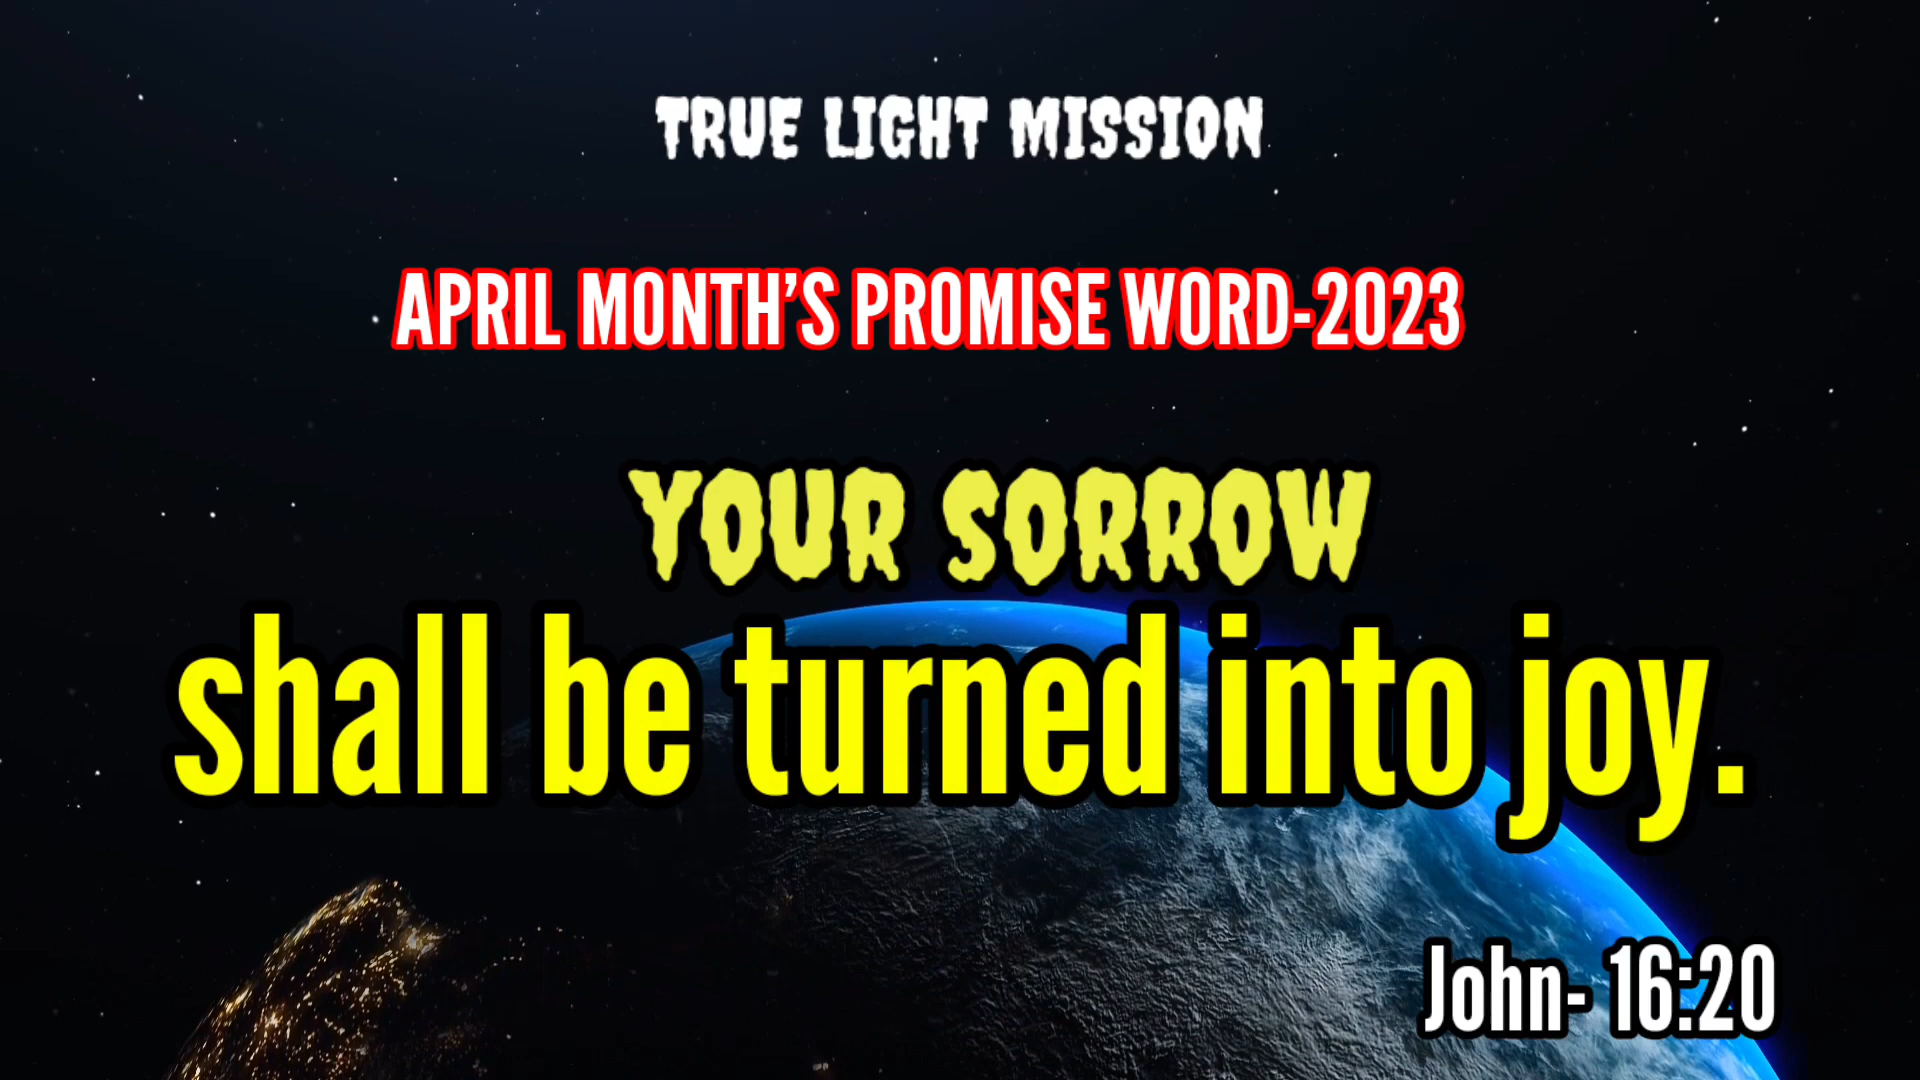 TRUE LIGHT MISSION
APRIL MONTH’S PROMISE WORD-2023
YOUR SORROW
shall be turned into joy.
John- 16:20